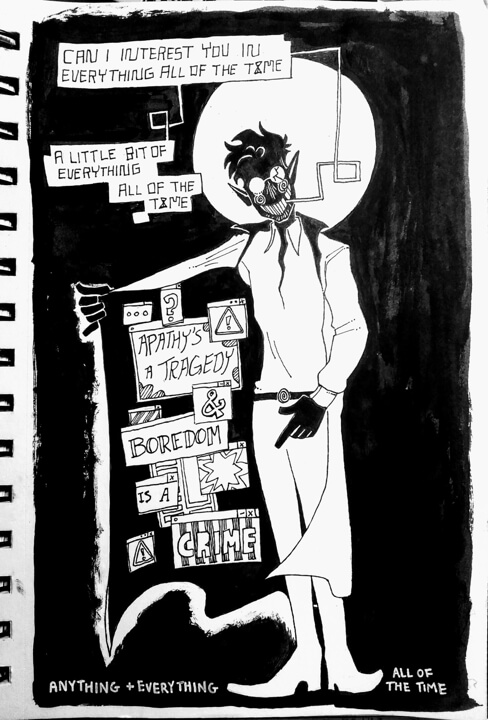 CAN I INTEREST YOU IN
EVERYTHING ALL OF THE TIME
A LITTLE BIT OF
EVERYTHING
ALL OF THE
TIME
...
?
!
APATHY'S
A TRAGEDY
&
BOREDOM
IS A
!
CRIME
ANYTHING + EVERYTHING
ALL OF
THE TIME